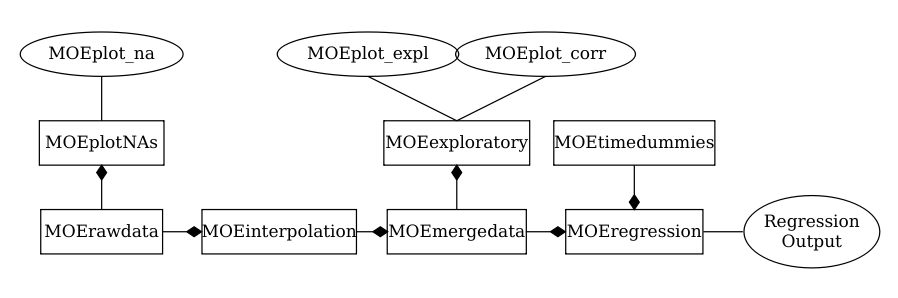 MOEplot_na
MOEplot_expl
MOEplot_corr
MOEplotNAs
MOEexploratory
MOEtimedummies
MOErawdata
MOEinterpolation
MOEmergedata
MOEregression
Regression
Output